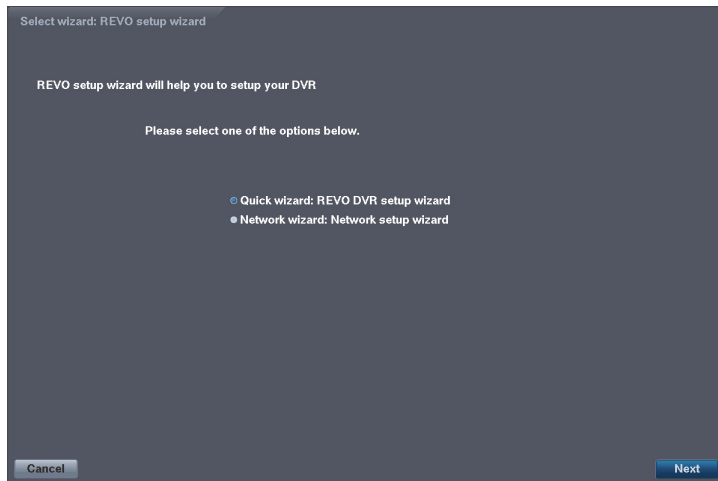 Select wizard: REVO setup wizard
REVO setup wizard will help you to setup your DVR
Please select one of the options below.
Quick wizard: REVO DVR setup wizard
Network wizard: Network setup wizard
Cancel
Next